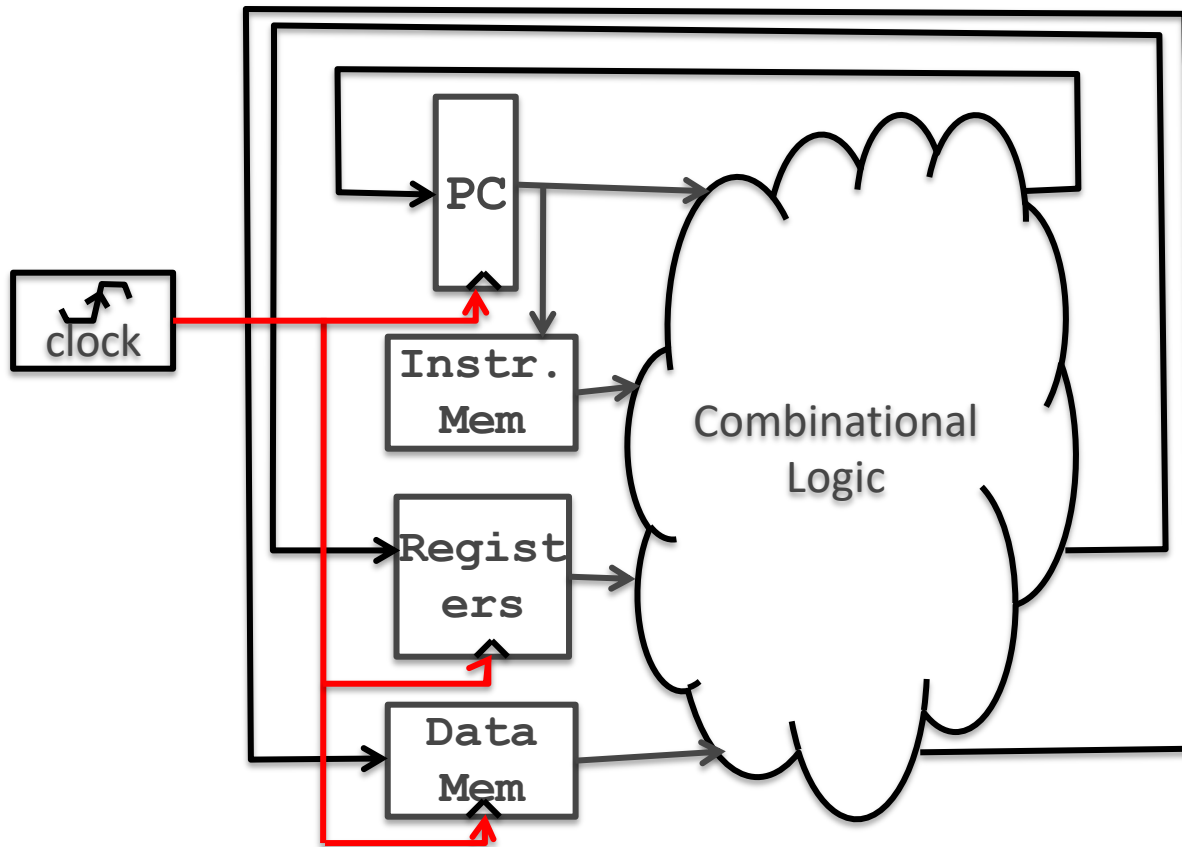 PC
clock
Instr.
Mem
Combinational
Logic
Regist
ers
Data
Mem